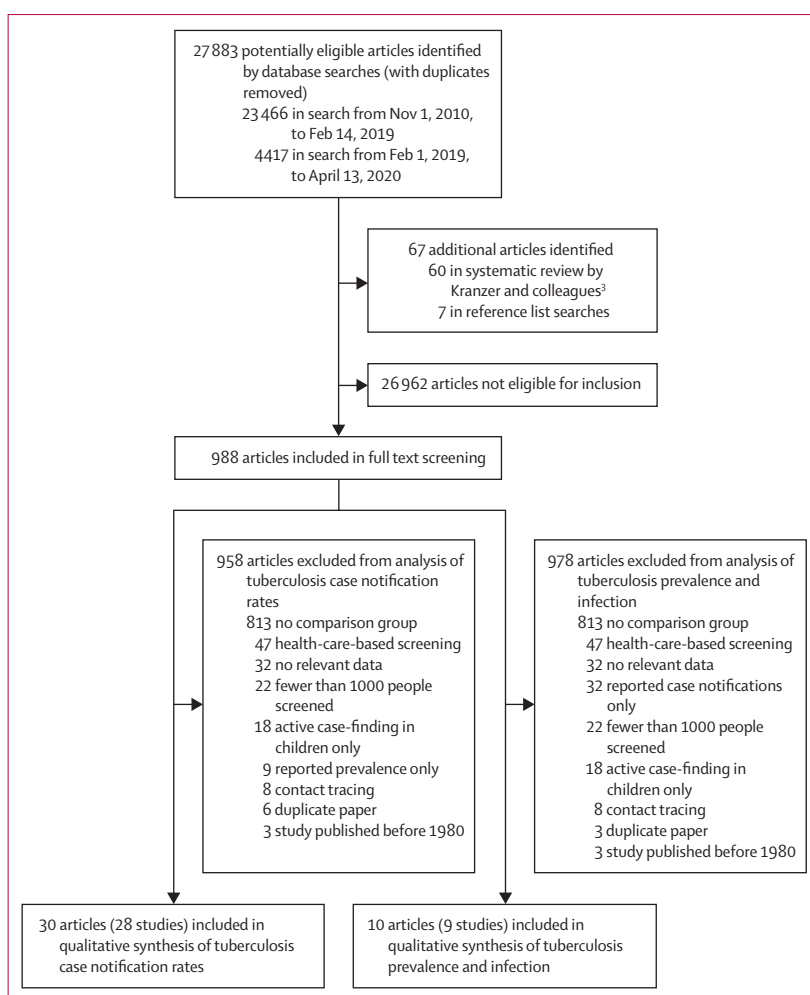 27 883 potentially eligible articles identified
by database searches (with duplicates
removed)
23 466 in search from Nov 1, 2010,
to Feb 14, 2019
4417 in search from Feb 1, 2019,
to April 13, 2020
67 additional articles identified
60 in systematic review by
Kranzer and colleagues³
7 in reference list searches
26 962 articles not eligible for inclusion
988 articles included in full text screening
958 articles excluded from analysis of
tuberculosis case notification
rates
813 no comparison group
47 health-care-based screening
32 no relevant data
22 fewer than 1000 people
screened
18 active case-finding in
children only
9 reported prevalence only
8 contact tracing
6 duplicate paper
3 study published before 1980
978 articles excluded from analysis of
tuberculosis prevalence and
infection
813 no comparison group
47 health-care-based screening
32 no relevant data
32 reported case notifications
only
22 fewer than 1000 people
screened
18 active case-finding in
children only
8 contact tracing
3 duplicate paper
3 study published before 1980
30 articles (28 studies) included in
qualitative synthesis of tuberculosis
case notification rates
10 articles (9 studies) included in
qualitative synthesis of tuberculosis
prevalence and infection